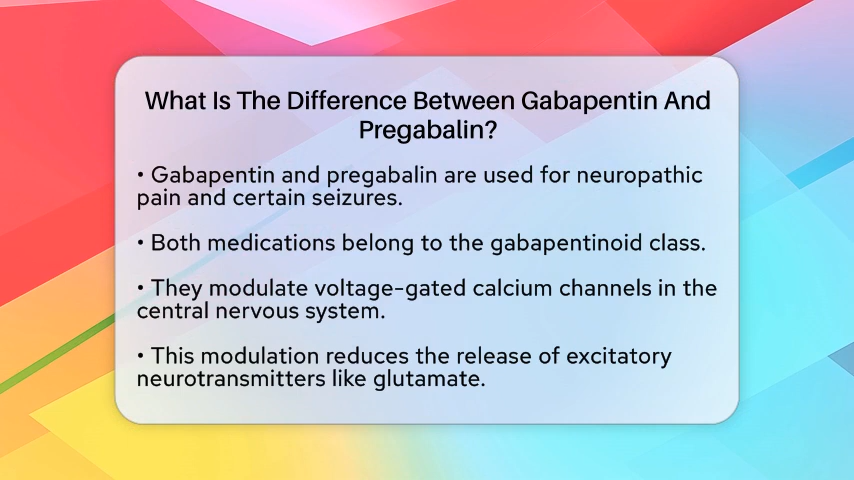 What Is The Difference Between Gabapentin And
Pregabalin?
• Gabapentin and pregabalin are used for neuropathic
pain and certain seizures.
• Both medications belong to the gabapentinoid class.
• They modulate voltage-gated calcium channels in the
central nervous system.
• This modulation reduces the release of excitatory
neurotransmitters like glutamate.